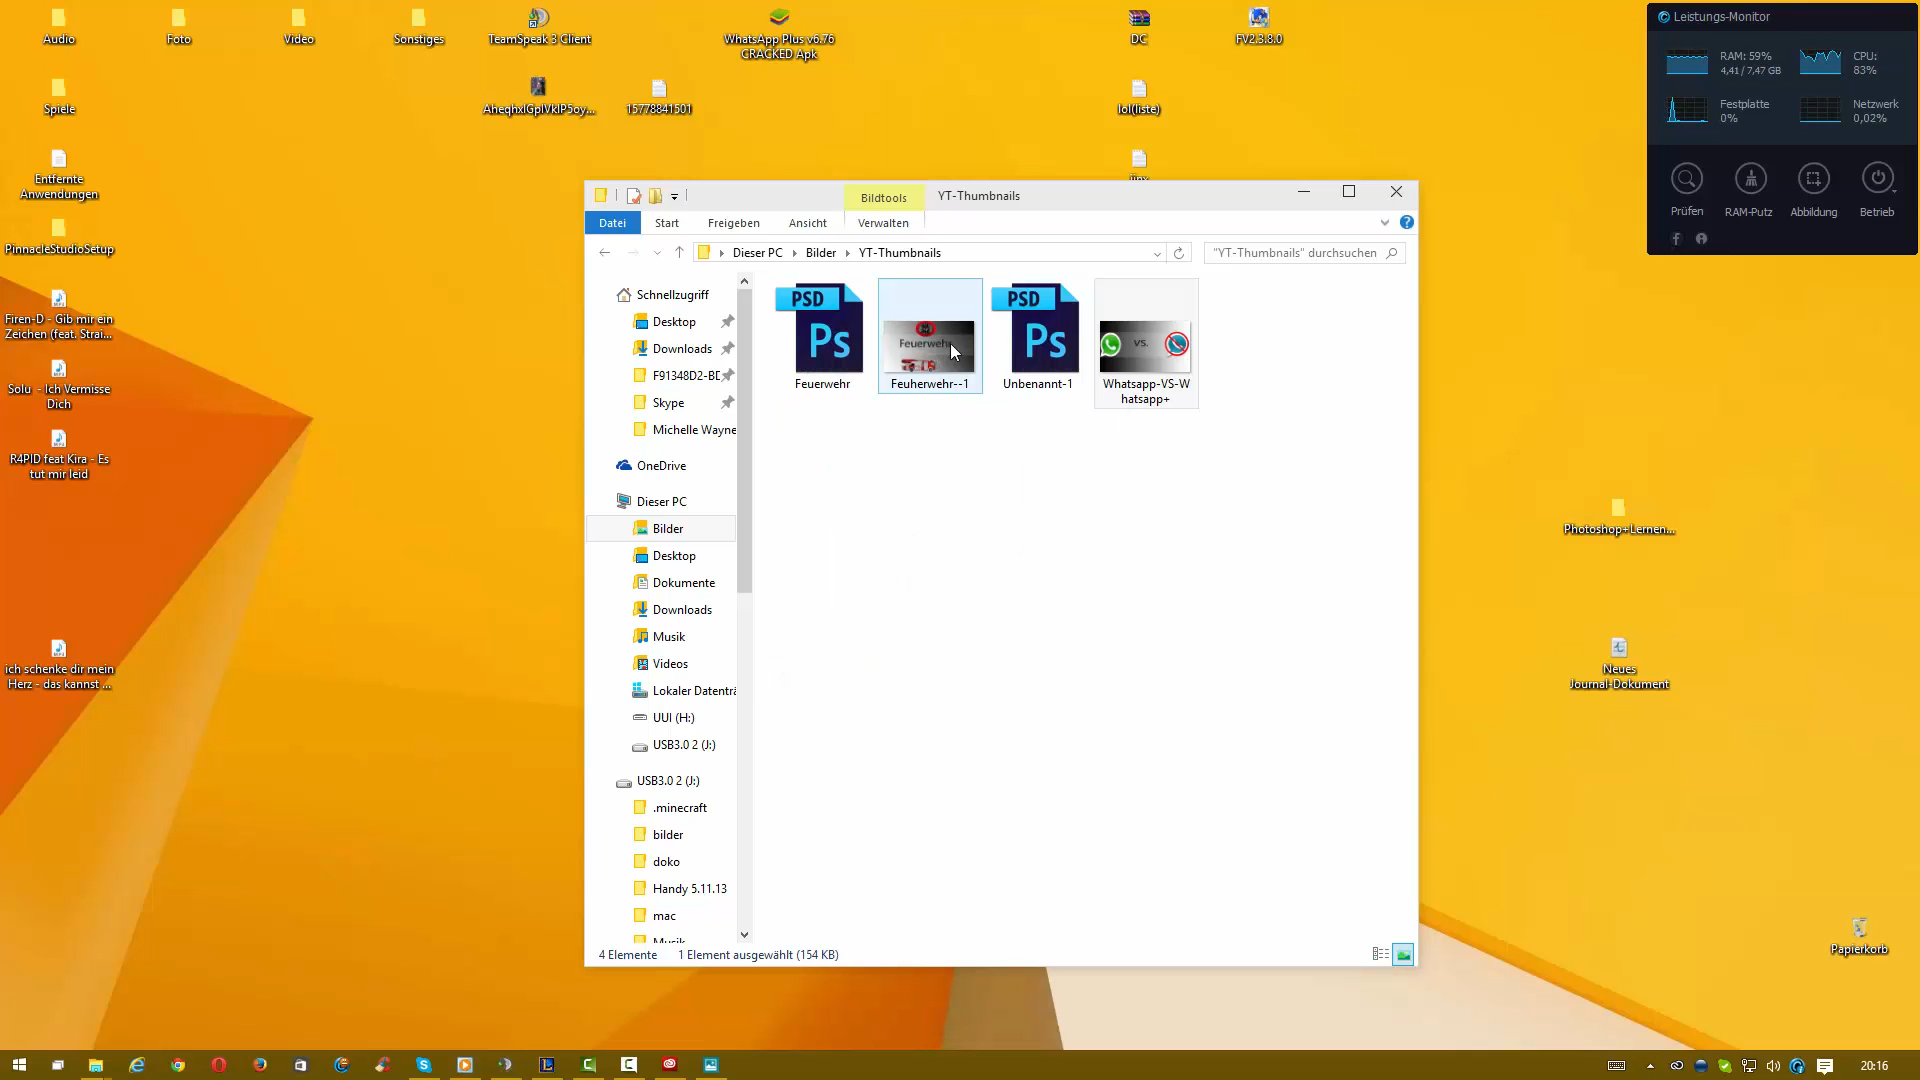 Audio
Foto
Video
Sonstiges
TeamSpeak 3 Client
WhatsApp Plus v6.76
CRACKED Apk
DC
FV2.3.8.0
Spiele
AheqhxlGplVklP5oy...
15778841501
lol(liste)
Entfernte
Anwendungen
PinnacleStudioSetup
Firen-D - Gib mir ein
Zeichen (feat. Strai...
Solu - Ich Vermisse
Dich
R4PID feat Kira - Es
tut mir leid
ich schenke dir mein
Herz - das kannst ...
Leistungs-Monitor
RAM: 59%
4,41 / 7,47 GB
CPU:
83%
Festplatte
0%
Netzwerk
0,02%
Prüfen
RAM-Putz
Abbildung
Betrieb
Bildtools
YT-Thumbnails
Datei
Start
Freigeben
Ansicht
Verwalten
Dieser PC
Bilder
YT-Thumbnails
"YT-Thumbnails" durchsuchen
Schnellzugriff
Desktop
Downloads
F91348D2-BE
Skype
Michelle Wayne
OneDrive
Dieser PC
Bilder
Desktop
Dokumente
Downloads
Musik
Videos
Lokaler Datenträ
UUI (H:)
USB3.0 2 (J:)
USB3.0 2 (J:)
.minecraft
bilder
doko
Handy 5.11.13
mac
Musik
PSD
Ps
Feuerwehr
Feuerwehr
Feuherwehr--1
PSD
Ps
Unbenannt-1
VS.
Whatsapp-VS-W
hatsapp+
4 Elemente
1 Element ausgewählt (154 KB)
Photoshop+Lernen...
Neues
Journal-Dokument
Papierkorb
20:16